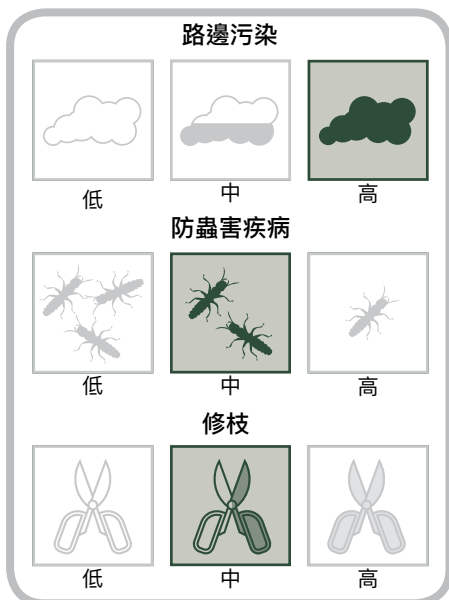 路邊污染
低 中 高
防蟲害疾病
低 中 高
修枝
低 中 高